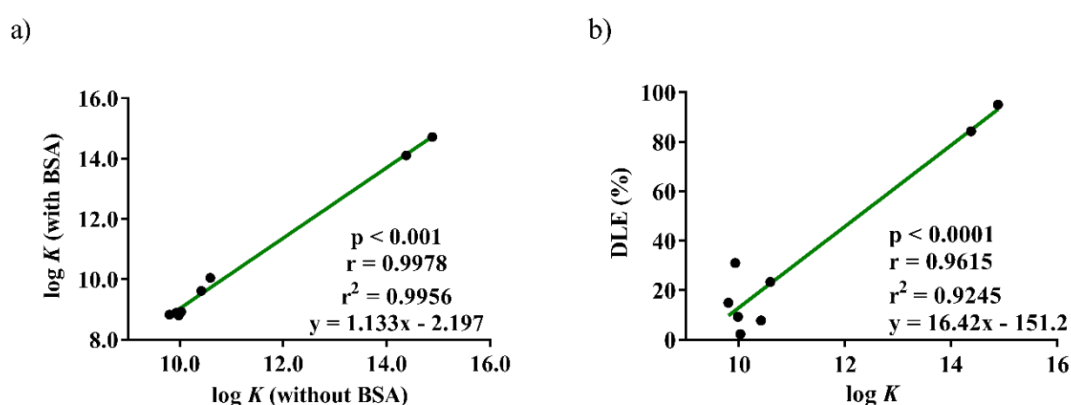 a)
16.0
14.0
12.0
10.0
8.0
log K (with BSA)
p < 0.001
r = 0.9978
r² = 0.9956
y = 1.133x - 2.197
10.0 12.0 14.0 16.0
log K (without BSA)
b)
100
80
60
40
20
0
DLE (%)
p < 0.0001
r = 0.9615
r² = 0.9245
y = 16.42x - 151.2
10 12 14 16
log K